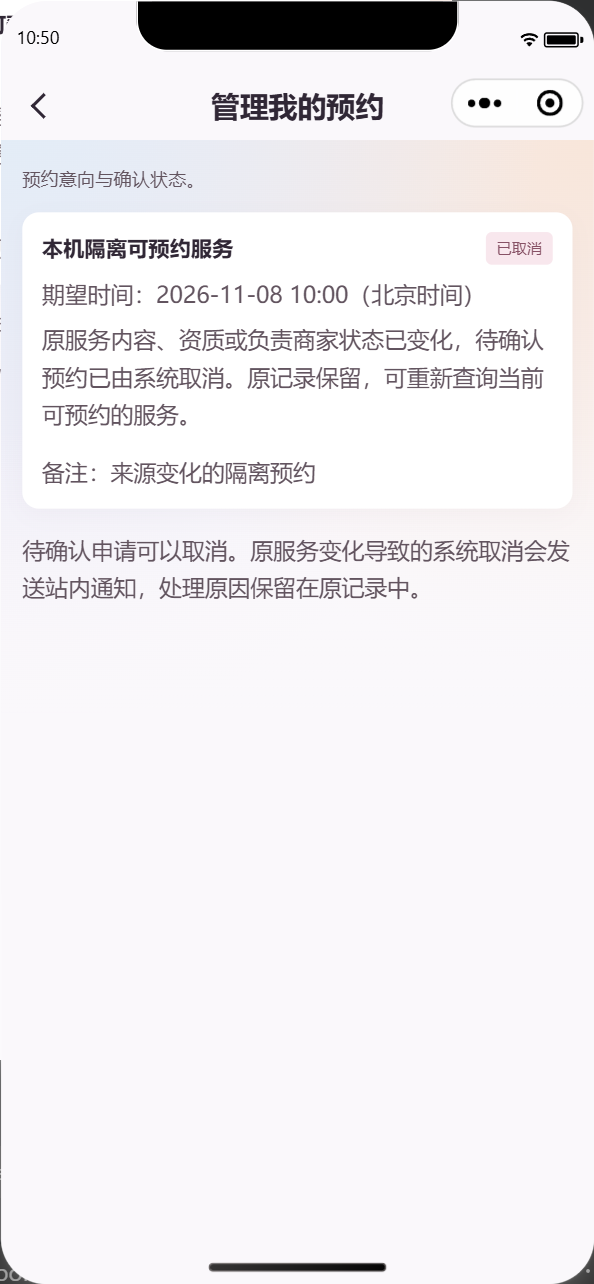 10:50
管理我的预约
预约意向与确认状态。
本机隔离可预约服务
已取消
期望时间：2026-11-08 10:00（北京时间）
原服务内容、资质或负责商家状态已变化，待确认
预约已由系统取消。原记录保留，可重新查询当前
可预约的服务。
备注：来源变化的隔离预约
待确认申请可以取消。原服务变化导致的系统取消会发
送站内通知，处理原因保留在原记录中。